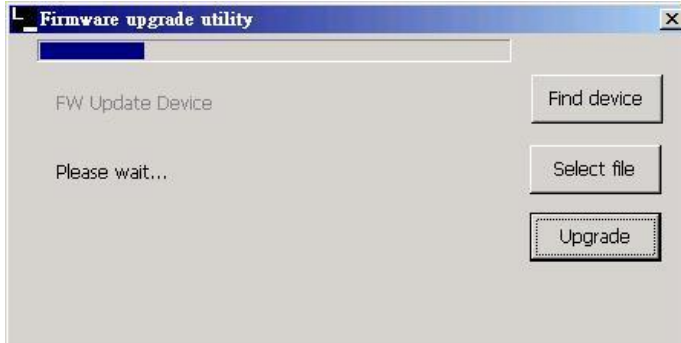 Firmware upgrade utility
FW Update Device
Find device
Please wait...
Select file
Upgrade